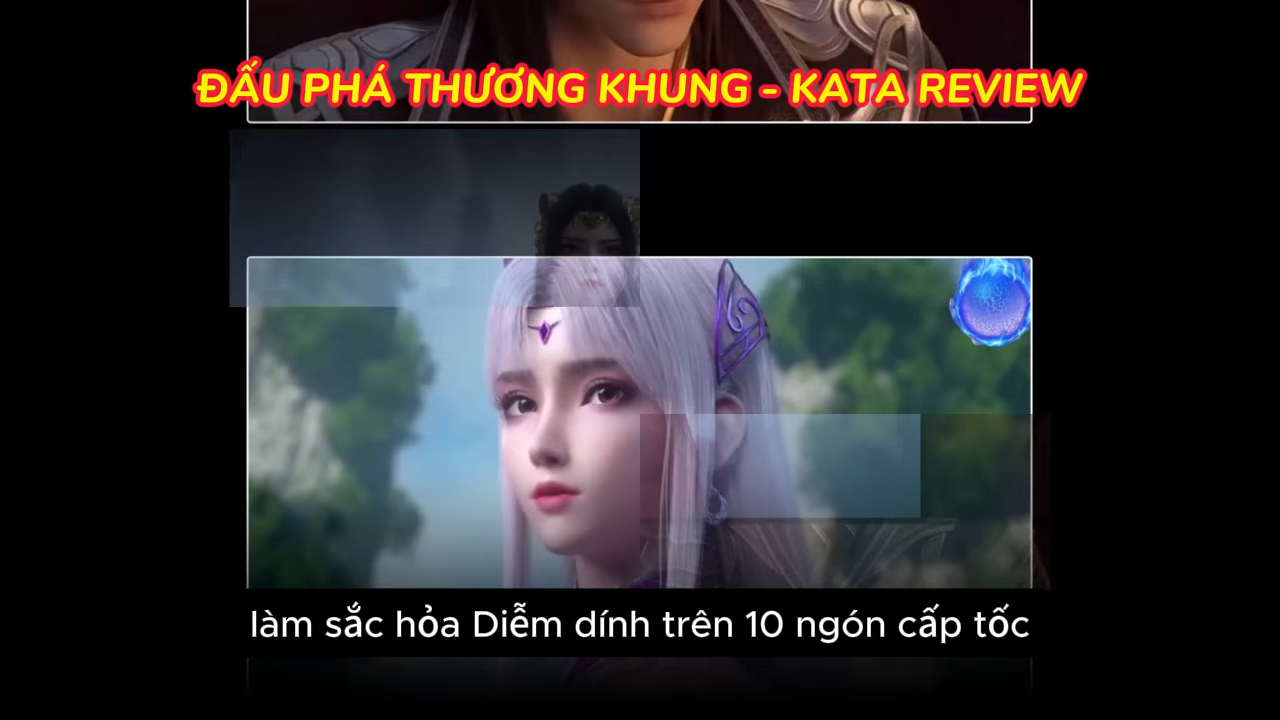 ĐẤU PHÁ THƯƠNG KHUNG - KATA REVIEW
làm sắc hỏa Diễm dính trên 10 ngón cấp tốc